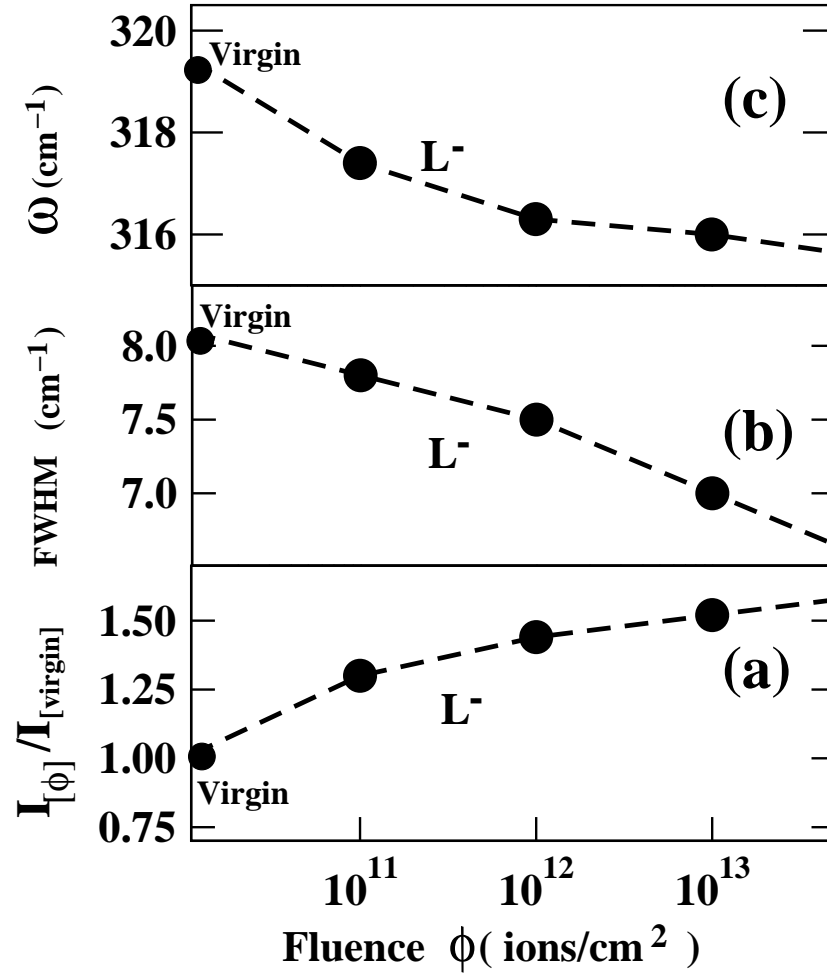 320
Virgin
318
316
ω (cm⁻¹)
L⁻
(c)
Virgin
8.0
7.5
7.0
FWHM (cm⁻¹)
L⁻
(b)
1.50
1.25
1.00
0.75
I[ϕ]/I[virgin]
L⁻
Virgin
(a)
10¹¹ 10¹² 10¹³
Fluence ϕ( ions/cm² )